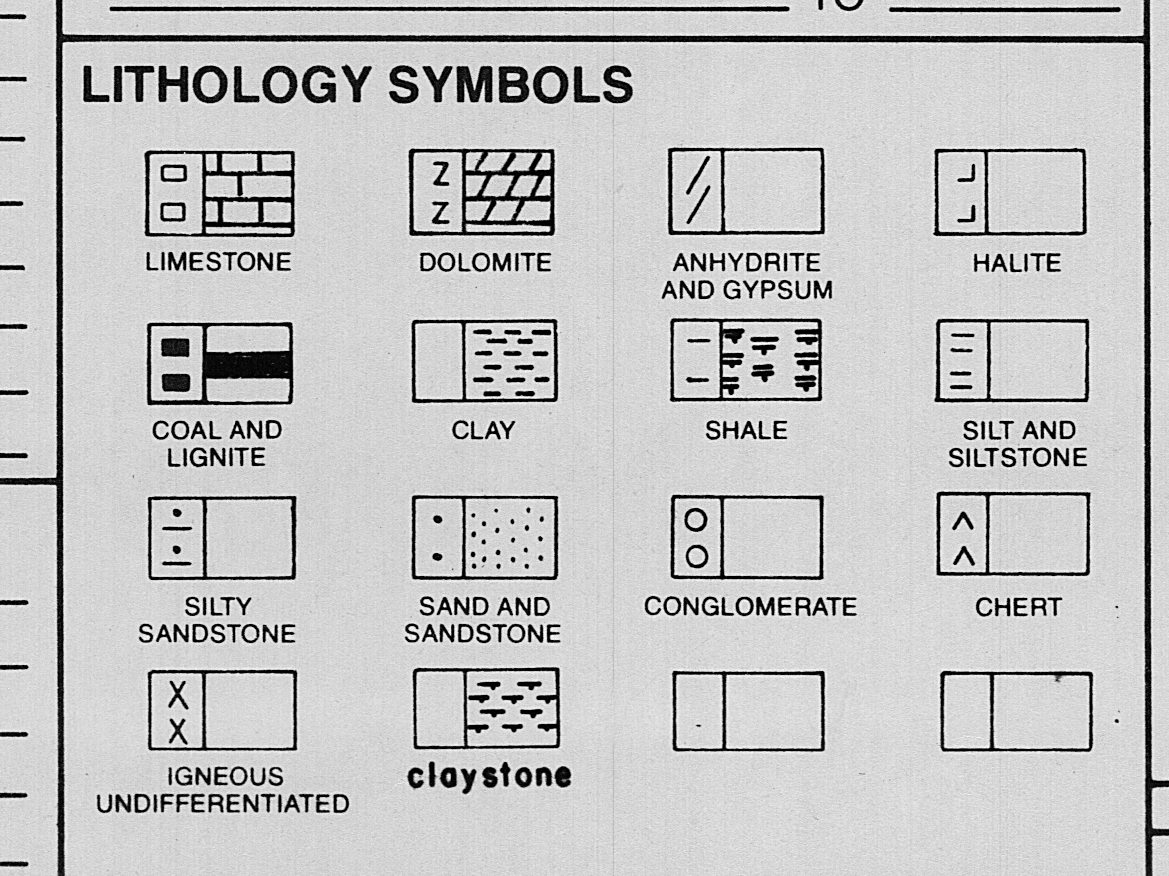 TO
LITHOLOGY SYMBOLS
LIMESTONE
Z
Z
DOLOMITE
ANHYDRITE
AND GYPSUM
HALITE
COAL AND
LIGNITE
CLAY
SHALE
SILT AND
SILTSTONE
SILTY
SANDSTONE
SAND AND
SANDSTONE
CONGLOMERATE
CHERT
X
X
IGNEOUS
UNDIFFERENTIATED
claystone